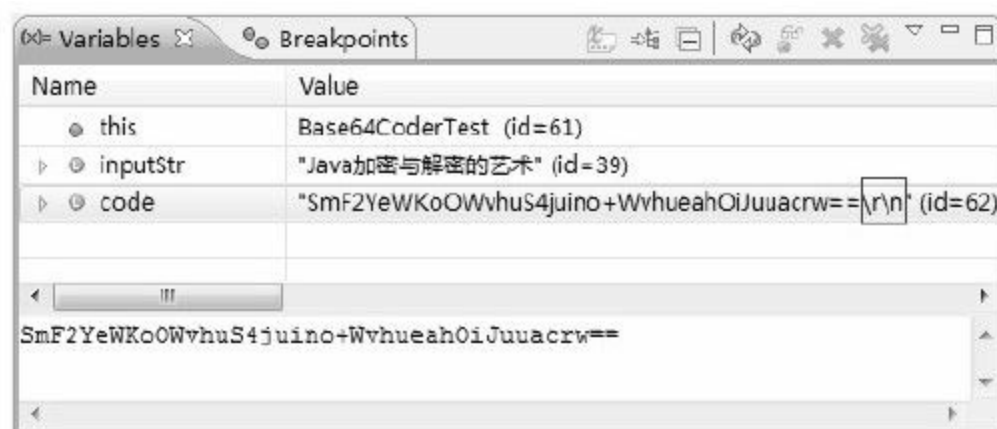 (x)= Variables Breakpoints
Name Value
this Base64CoderTest (id=61)
inputStr "Java加密与解密的艺术" (id=39)
code "SmF2YeWKoOWvhuS4juino+WvhueahOiJuuacrw==\r\n" (id=62)
SmF2YeWKoOWvhuS4juino+WvhueahOiJuuacrw==